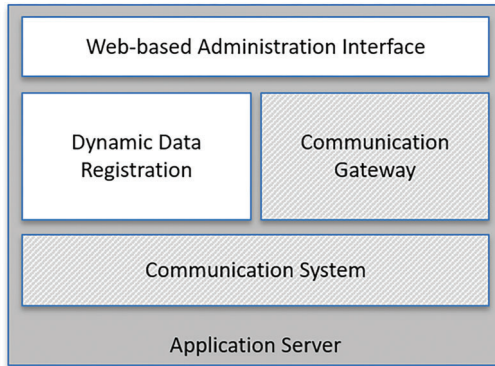 Web-based Administration Interface
Dynamic Data
Registration
Communication
Gateway
Communication System
Application Server